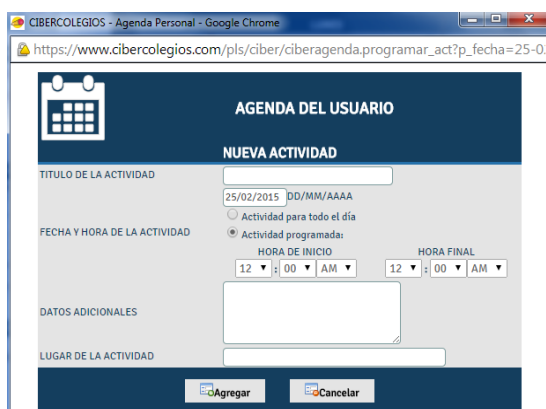 CIBERCOLEGIOS - Agenda Personal - Google Chrome
https://www.cibercolegios.com/pls/ciber/ciberagenda.programar_act?p_fecha=25-0
AGENDA DEL USUARIO
NUEVA ACTIVIDAD
TITULO DE LA ACTIVIDAD
25/02/2015 DD/MM/AAAA
Actividad para todo el día
FECHA Y HORA DE LA ACTIVIDAD
Actividad programada:
HORA DE INICIO HORA FINAL
12 : 00 AM 12 : 00 AM
DATOS ADICIONALES
LUGAR DE LA ACTIVIDAD
Agregar Cancelar